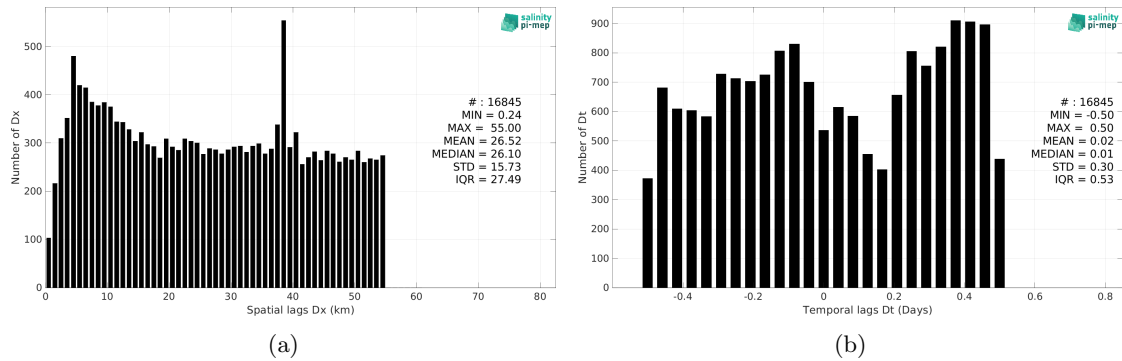 salinity
pi-mep
500
400
300
200
100
0
Number of Dx
# : 16845
MIN = 0.24
MAX = 55.00
MEAN = 26.52
MEDIAN = 26.10
STD = 15.73
IQR = 27.49
0 10 20 30 40 50 60 70 80
Spatial lags Dx (km)
(a)
salinity
pi-mep
900
800
700
600
500
400
300
200
100
0
Number of Dt
# : 16845
MIN = -0.50
MAX = 0.50
MEAN = 0.02
MEDIAN = 0.01
STD = 0.30
IQR = 0.53
-0.4 -0.2 0 0.2 0.4 0.6 0.8
Temporal lags Dt (Days)
(b)